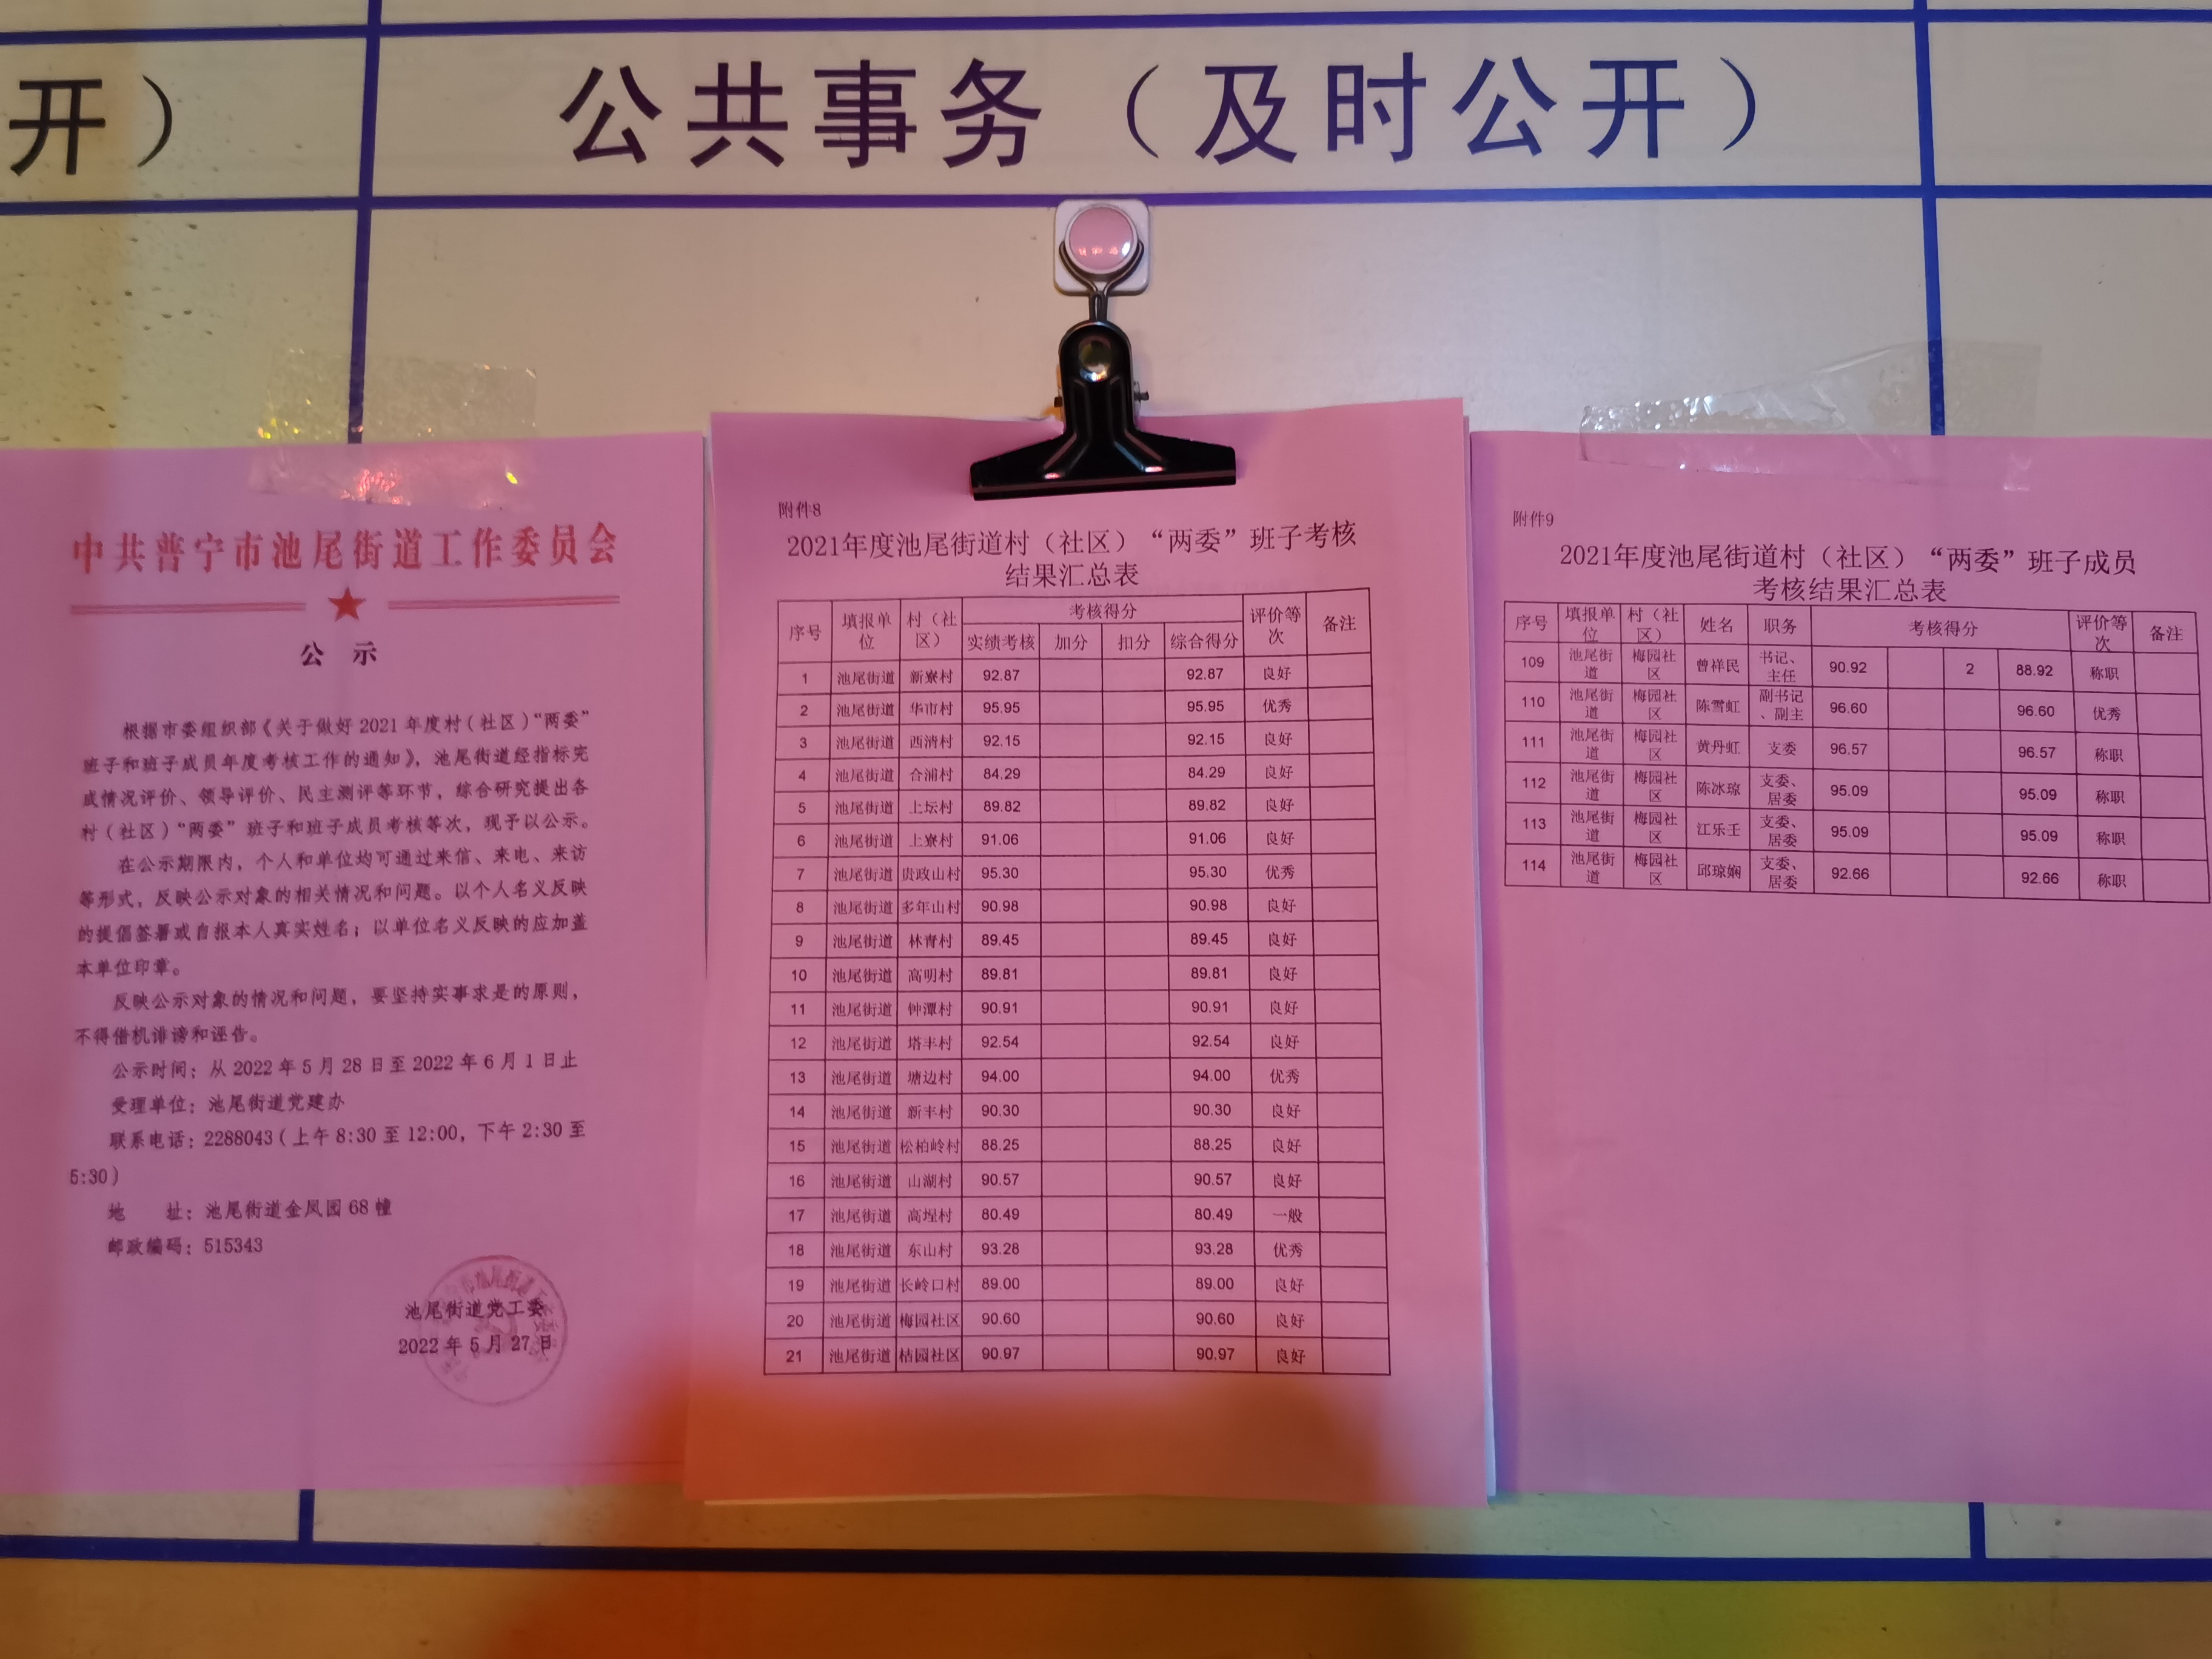 开）
公共事务（及时公开）
中共普宁市池尾街道工作委员会
公 示
根据市委组织部《关于做好2021年度村（社区）“两委”
班子和班子成员年度考核工作的通知》，池尾街道经指标完
成情况评价、领导评价、民主测评等环节，综合研究提出各
村（社区）“两委”班子和班子成员考核等次，现予以公示。
在公示期限内，个人和单位均可通过来信、来电、来访
等形式，反映公示对象的相关情况和问题。以个人名义反映
的提倡签署或自报本人真实姓名；以单位名义反映的应加盖
本单位印章。
反映公示对象的情况和问题，要坚持实事求是的原则，
不得借机诽谤和诬告。
公示时间：从2022年5月28日至2022年6月1日止
受理单位：池尾街道党建办
联系电话：2288043（上午8:30至12:00，下午2:30至
5:30）
地 址：池尾街道金凤园68幢
邮政编码：515343
池尾街道党工委
2022年5月27日
附件8
2021年度池尾街道村（社区）“两委”班子考核
结果汇总表
序号 填报单位 村（社区） 考核得分 评价等次 备注
实绩考核 加分 扣分 综合得分
1 池尾街道 新寮村 92.87 92.87 良好
2 池尾街道 华市村 95.95 95.95 优秀
3 池尾街道 西清村 92.15 92.15 良好
4 池尾街道 合浦村 84.29 84.29 良好
5 池尾街道 上坛村 89.82 89.82 良好
6 池尾街道 上寮村 91.06 91.06 良好
7 池尾街道 贵政山村 95.30 95.30 优秀
8 池尾街道 多年山村 90.98 90.98 良好
9 池尾街道 林青村 89.45 89.45 良好
10 池尾街道 高明村 89.81 89.81 良好
11 池尾街道 钟潭村 90.91 90.91 良好
12 池尾街道 塔丰村 92.54 92.54 良好
13 池尾街道 塘边村 94.00 94.00 优秀
14 池尾街道 新丰村 90.30 90.30 良好
15 池尾街道 松柏岭村 88.25 88.25 良好
16 池尾街道 山湖村 90.57 90.57 良好
17 池尾街道 高埕村 80.49 80.49 一般
18 池尾街道 东山村 93.28 93.28 优秀
19 池尾街道 长岭口村 89.00 89.00 良好
20 池尾街道 梅园社区 90.60 90.60 良好
21 池尾街道 桔园社区 90.97 90.97 良好
附件9
2021年度池尾街道村（社区）“两委”班子成员
考核结果汇总表
序号 填报单位 村（社区） 姓名 职务 考核得分 评价等次 备注
109 池尾街道 梅园社区 曾祥民 书记、主任 90.92 2 88.92 称职
110 池尾街道 梅园社区 陈雪虹 副书记、副主 96.60 96.60 优秀
111 池尾街道 梅园社区 黄丹虹 支委 96.57 96.57 称职
112 池尾街道 梅园社区 陈冰琼 支委、居委 95.09 95.09 称职
113 池尾街道 梅园社区 江乐壬 支委、居委 95.09 95.09 称职
114 池尾街道 梅园社区 邱琼娴 支委、居委 92.66 92.66 称职